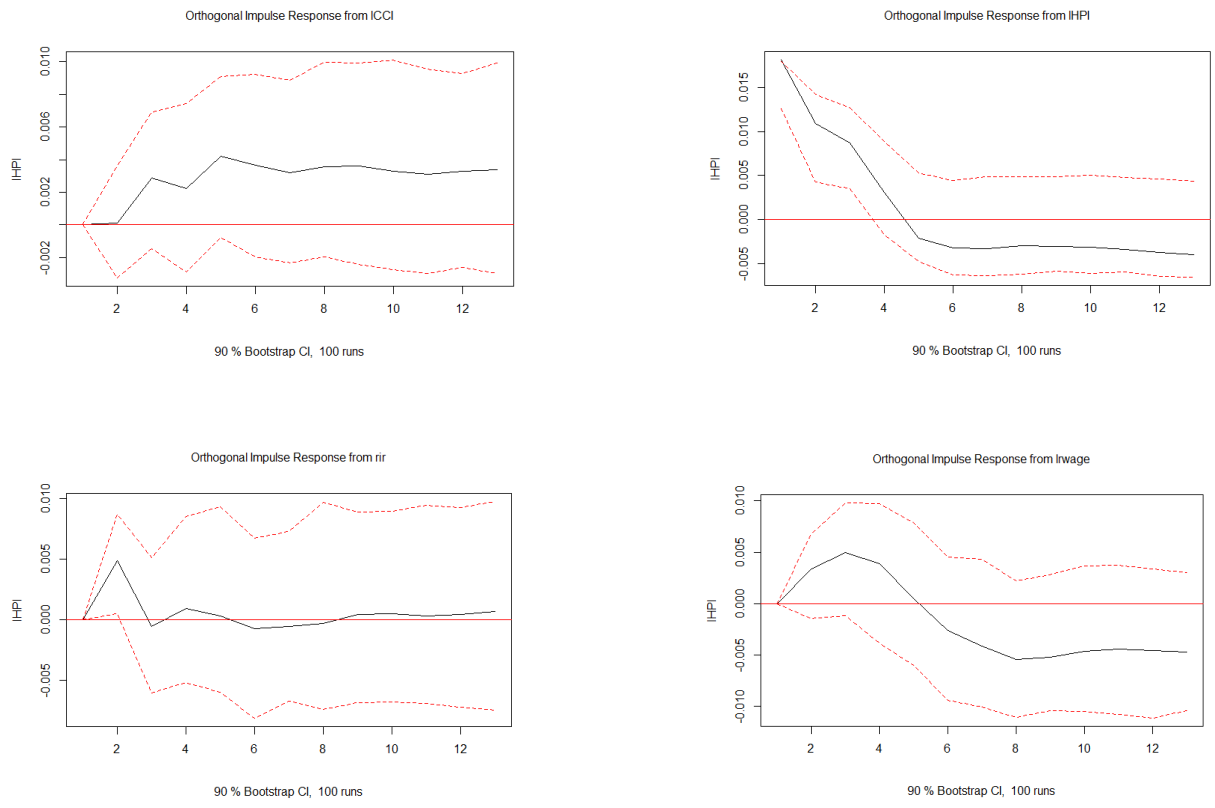 Orthogonal Impulse Response from lCCI
lHPI
0.010
0.006
0.002
-0.002
2 4 6 8 10 12
90 % Bootstrap CI, 100 runs
Orthogonal Impulse Response from lHPI
lHPI
0.015
0.010
0.005
0.000
-0.005
2 4 6 8 10 12
90 % Bootstrap CI, 100 runs
Orthogonal Impulse Response from rir
lHPI
0.010
0.005
0.000
-0.005
2 4 6 8 10 12
90 % Bootstrap CI, 100 runs
Orthogonal Impulse Response from lrwage
lHPI
0.010
0.005
0.000
-0.005
-0.010
2 4 6 8 10 12
90 % Bootstrap CI, 100 runs